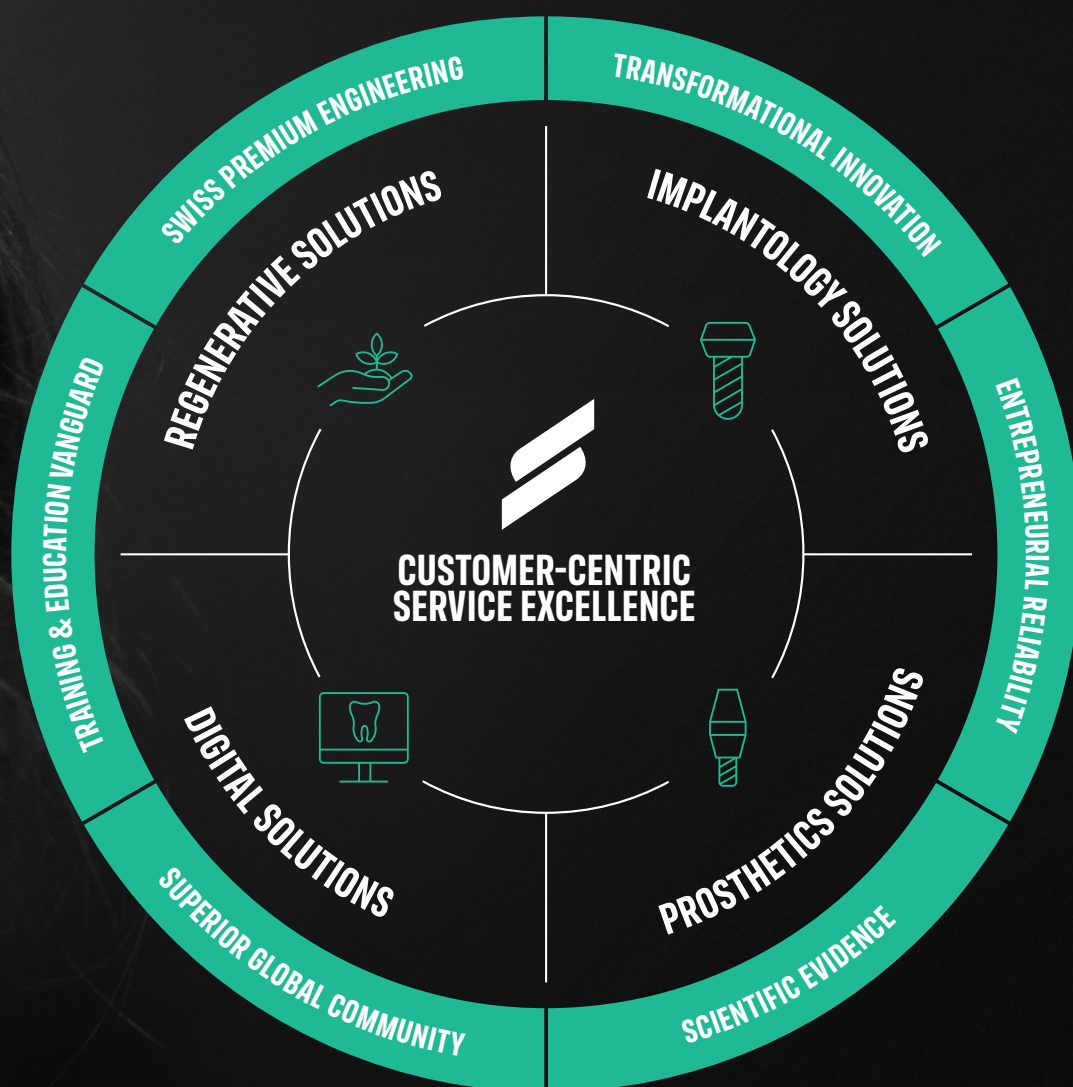 SWISS PREMIUM ENGINEERING
TRANSFORMATIONAL INNOVATION
REGENERATIVE SOLUTIONS
IMPLANTOLOGY SOLUTIONS
TRAINING & EDUCATION VANGUARD
ENTREPRENEURIAL RELIABILITY
CUSTOMER-CENTRIC
SERVICE EXCELLENCE
DIGITAL SOLUTIONS
PROSTHETICS SOLUTIONS
SUPERIOR GLOBAL COMMUNITY
SCIENTIFIC EVIDENCE